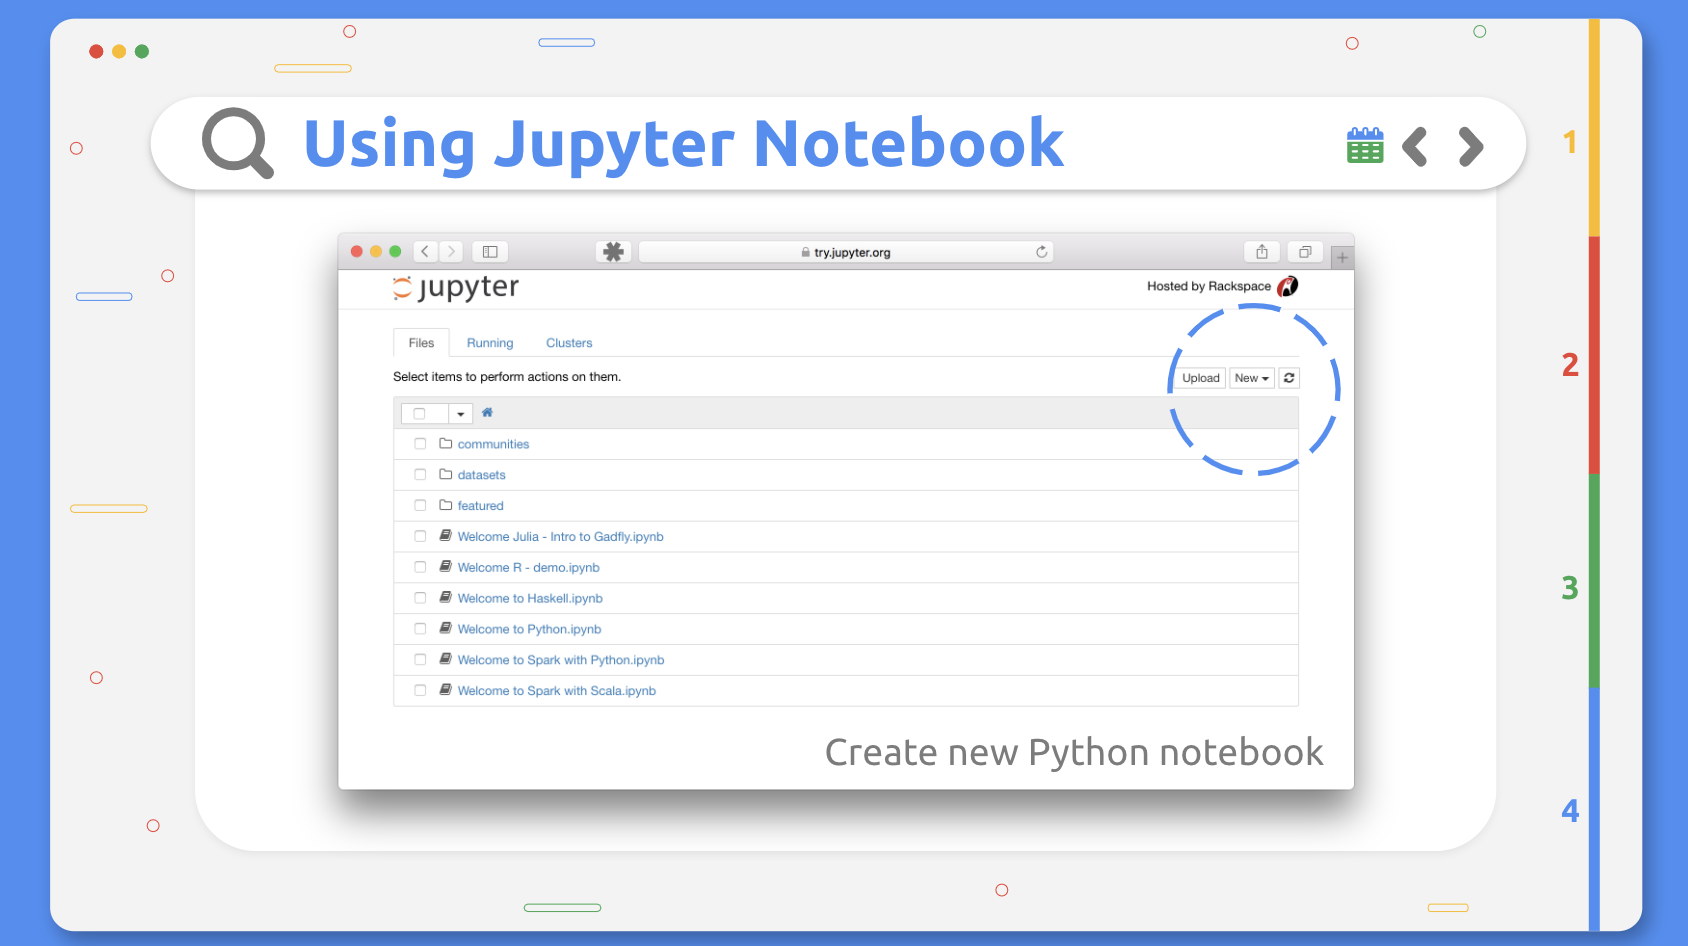 Using Jupyter Notebook
1
2
3
4
try.jupyter.org
jupyter
Hosted by Rackspace
Files Running Clusters
Select items to perform actions on them.
Upload New
communities
datasets
featured
Welcome Julia - Intro to Gadfly.ipynb
Welcome R - demo.ipynb
Welcome to Haskell.ipynb
Welcome to Python.ipynb
Welcome to Spark with Python.ipynb
Welcome to Spark with Scala.ipynb
Create new Python notebook